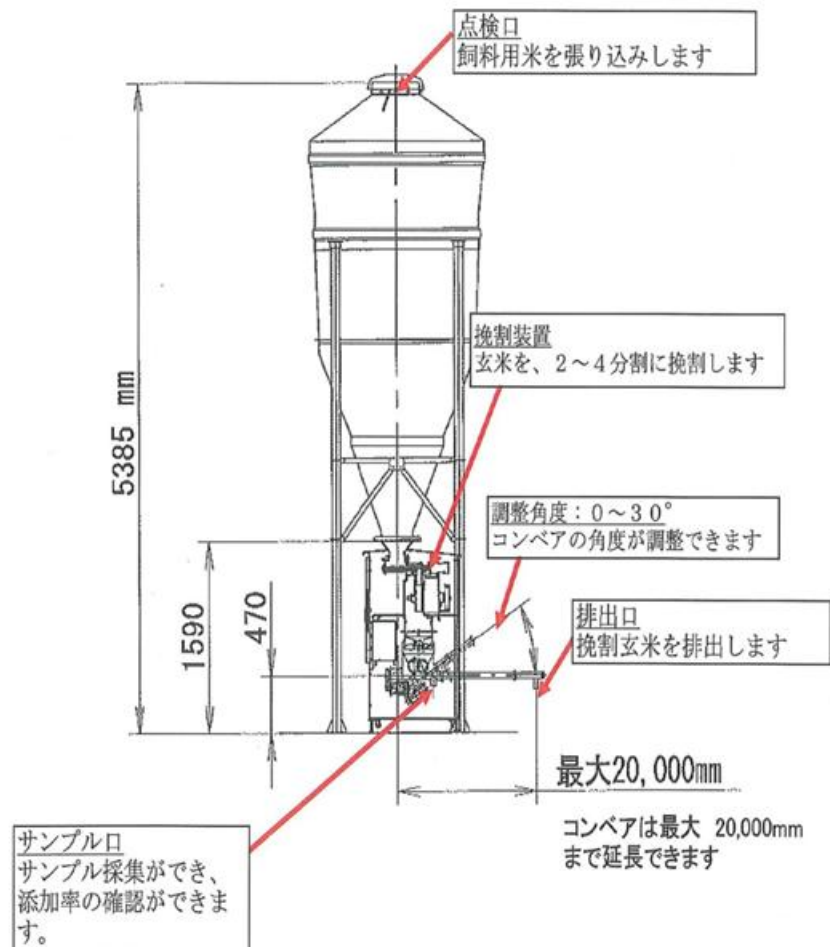 点検口
飼料用米を張り込みします
挽割装置
玄米を、2～4分割に挽割します
5385 mm
調整角度：0～30°
コンベアの角度が調整できます
1590
470
排出口
挽割玄米を排出します
最大20,000mm
コンベアは最大 20,000mm
まで延長できます
サンプル口
サンプル採集ができ、
添加率の確認ができま
す。